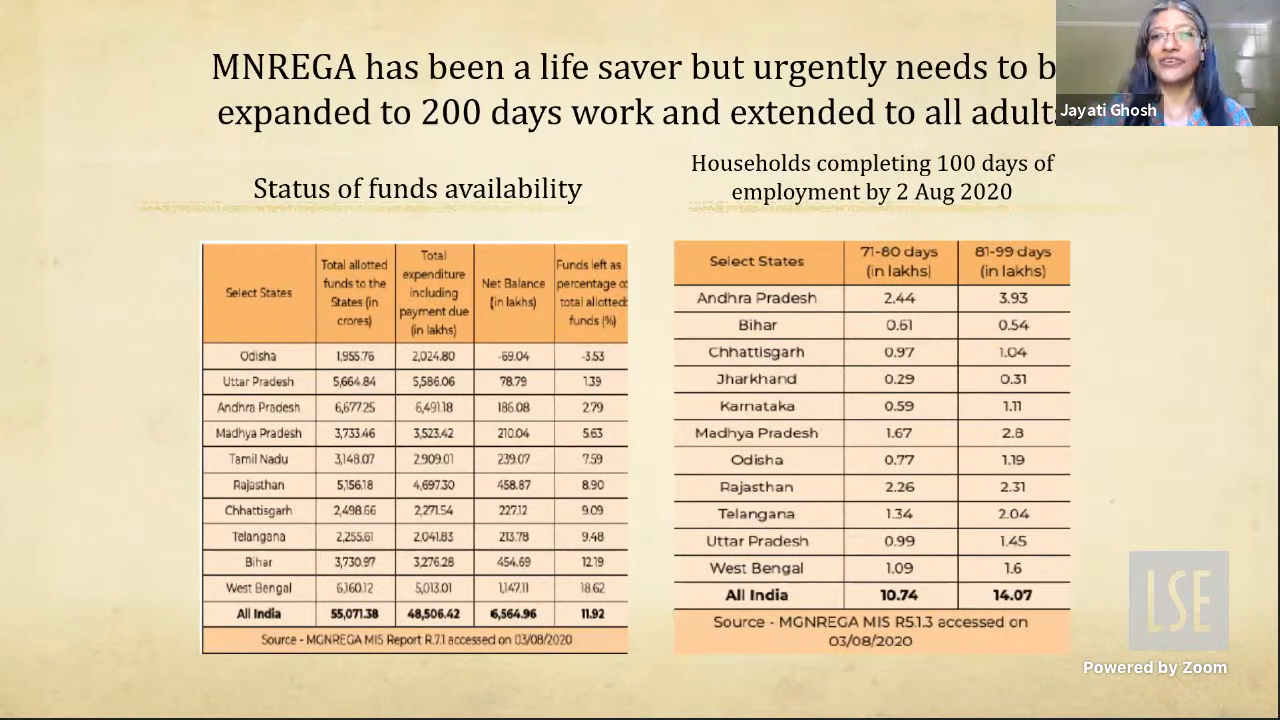 MNREGA has been a life saver but urgently needs to b
expanded to 200 days work and extended to all adult
Jayati Ghosh
Status of funds availability
Households completing 100 days of
employment by 2 Aug 2020
Select States
Total allotted
funds to the
States (in
crores)
Total
expenditure
including
payment due
(in lakhs)
Net Balance
(in lakhs)
Funds left as
percentage o
total allotted
funds (%)
Odisha 1,955.76 2,024.80 -69.04 -3.53
Uttar Pradesh 5,664.84 5,586.06 78.79 1.39
Andhra Pradesh 6,677.25 6,491.18 186.08 2.79
Madhya Pradesh 3,733.46 3,523.42 210.04 5.63
Tamil Nadu 3,148.07 2,909.01 239.07 7.59
Rajasthan 5,156.18 4,697.30 458.87 8.90
Chhattisgarh 2,498.66 2,271.54 227.12 9.09
Telangana 2,255.61 2,041.83 213.78 9.48
Bihar 3,730.97 3,276.28 454.69 12.19
West Bengal 6,160.12 5,013.01 1,147.11 18.62
All India 55,071.38 48,506.42 6,564.96 11.92
Source - MGNREGA MIS Report R.7.1 accessed on 03/08/2020
Select States
71-80 days
(in lakhs)
81-99 days
(in lakhs)
Andhra Pradesh 2.44 3.93
Bihar 0.61 0.54
Chhattisgarh 0.97 1.04
Jharkhand 0.29 0.31
Karnataka 0.59 1.11
Madhya Pradesh 1.67 2.8
Odisha 0.77 1.19
Rajasthan 2.26 2.31
Telangana 1.34 2.04
Uttar Pradesh 0.99 1.45
West Bengal 1.09 1.6
All India 10.74 14.07
Source - MGNREGA MIS R5.1.3 accessed on
03/08/2020
LSE
Powered by Zoom